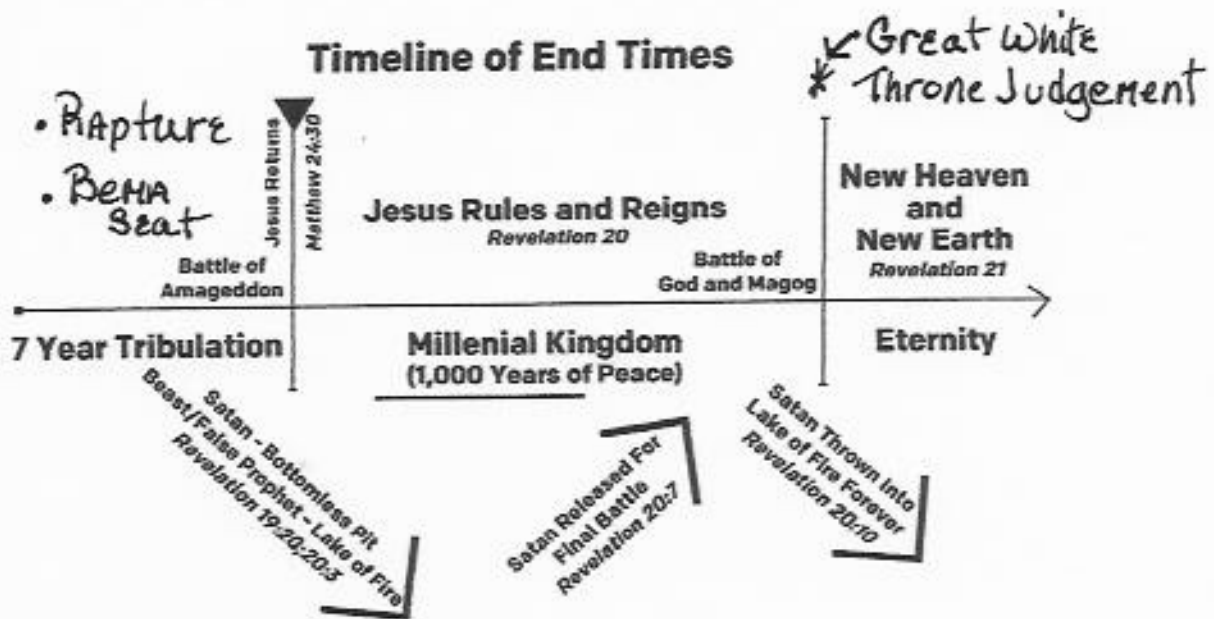 Timeline of End Times
Great White
Throne Judgement
• Rapture
• Bema
Seat
Jesus Returns
Matthew 24:30
Jesus Rules and Reigns
Revelation 20
New Heaven
and
New Earth
Revelation 21
Battle of
Amageddon
Battle of
God and Magog
7 Year Tribulation
Millenial Kingdom
(1,000 Years of Peace)
Eternity
Satan - Bottomless Pit
Beast/False Prophet - Lake of Fire
Revelation 19:20;20:3
Satan Released For
Final Battle
Revelation 20:7
Satan Thrown Into
Lake of Fire Forever
Revelation 20:10